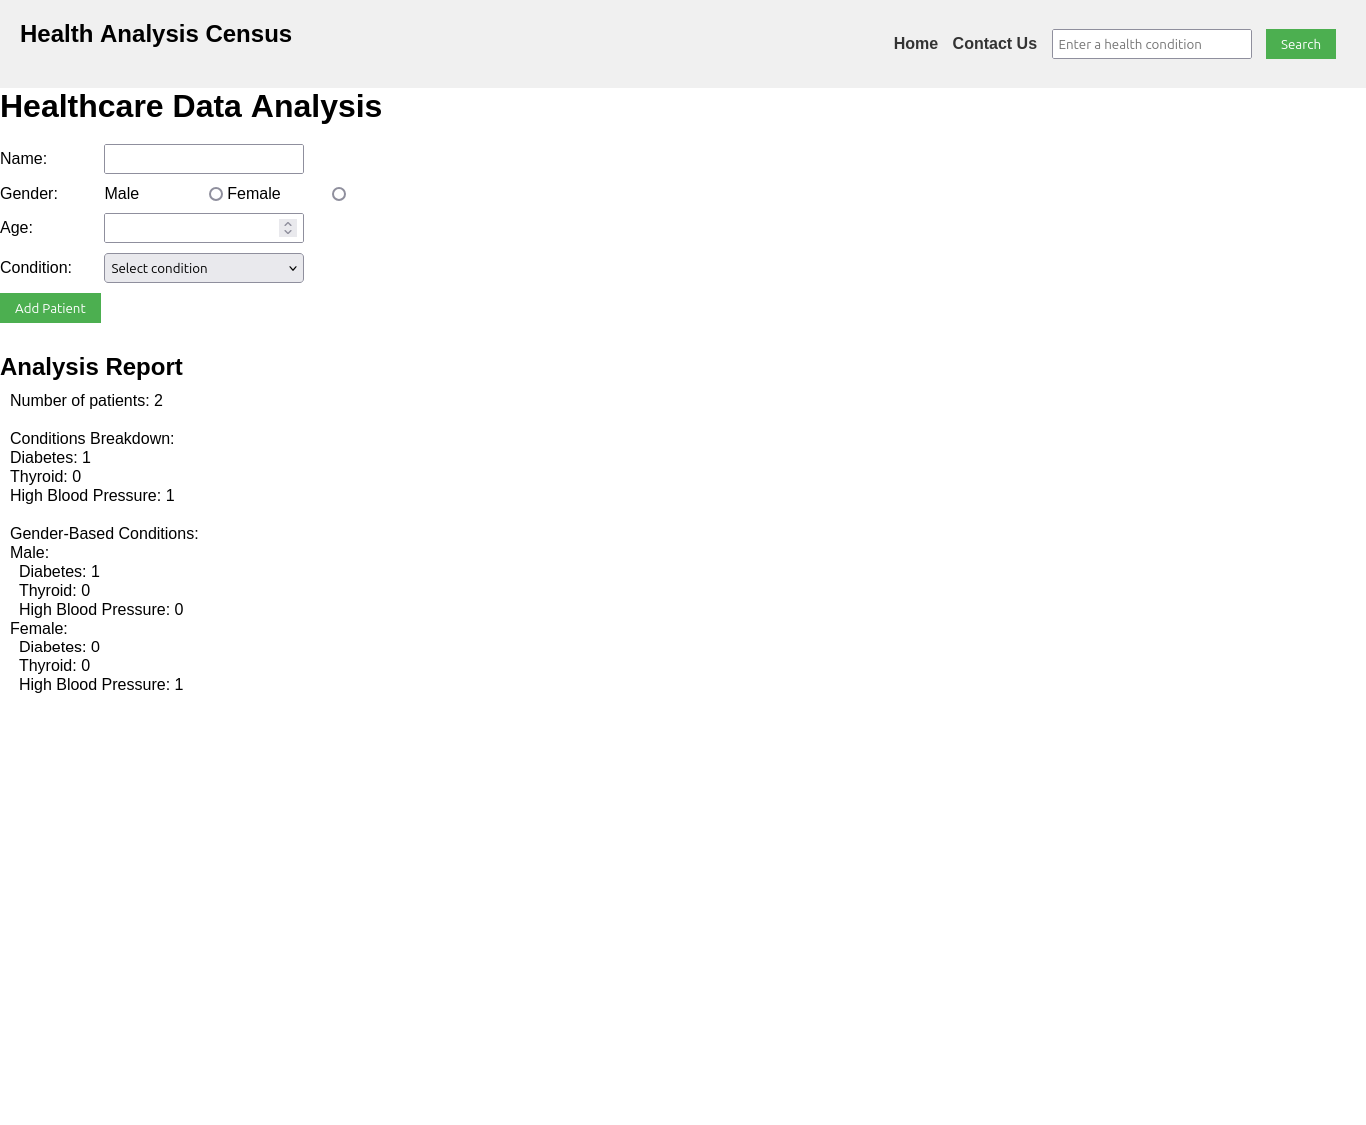 Health Analysis Census
Home Contact Us Enter a health condition Search
Healthcare Data Analysis
Name:
Gender: Male Female
Age:
Condition: Select condition
Add Patient
Analysis Report
Number of patients: 2
Conditions Breakdown:
Diabetes: 1
Thyroid: 0
High Blood Pressure: 1
Gender-Based Conditions:
Male:
Diabetes: 1
Thyroid: 0
High Blood Pressure: 0
Female:
Diabetes: 0
Thyroid: 0
High Blood Pressure: 1